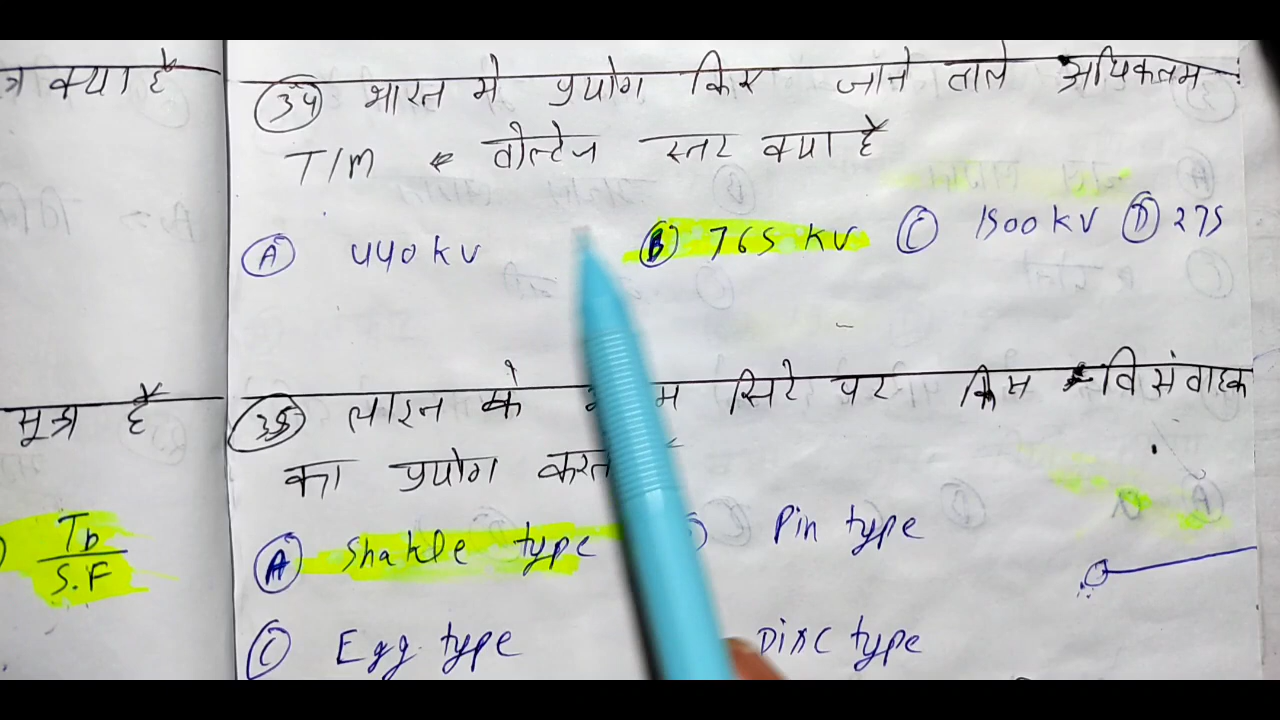 त्र क्या है
34 भारत मे प्रयोग किए जाने वाले अधिकतम
T/m वोल्टेज स्तर क्या है
A 440 kV B 765 kV C 1500 kV D 275
सूत्र है
35 लाइन के सिरे पर किस विसंवाहक
का प्रयोग करत
Tb
S.F
A Shakle type Pin type
C Egg type Disc type